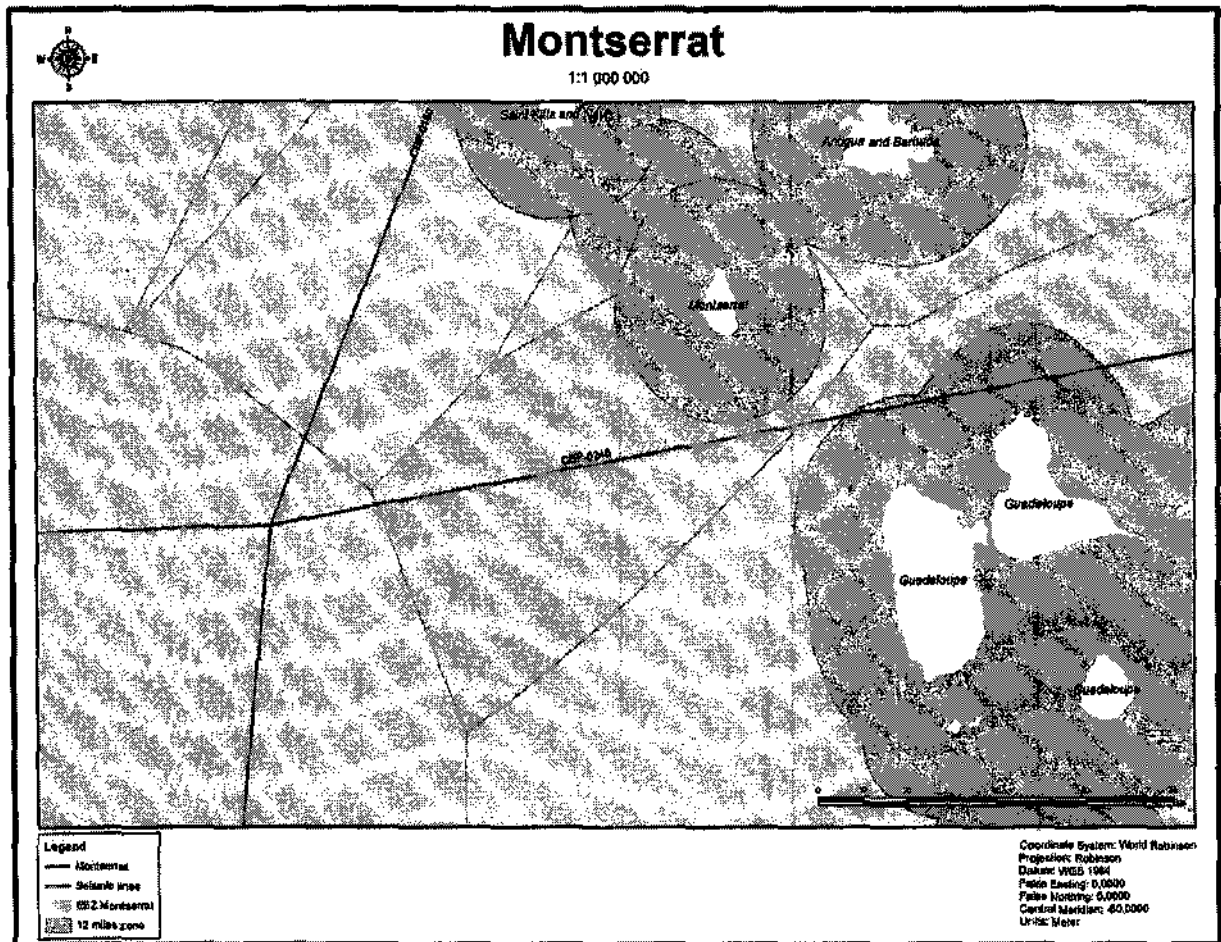 Montserrat
1:1 000 000
N
W
E
S
Saint Kitts and
Antigua and Barbuda
Montserrat
Guadeloupe
Guadeloupe
Guadeloupe
0
Legend
Montserrat
Seismic lines
EEZ Montserrat
12 miles zone
Coordinate System: World Robinson
Projection: Robinson
Datum: WGS 1984
False Easting: 0,0000
False Northing: 0,0000
Central Meridian: -60,0000
Units: Meter